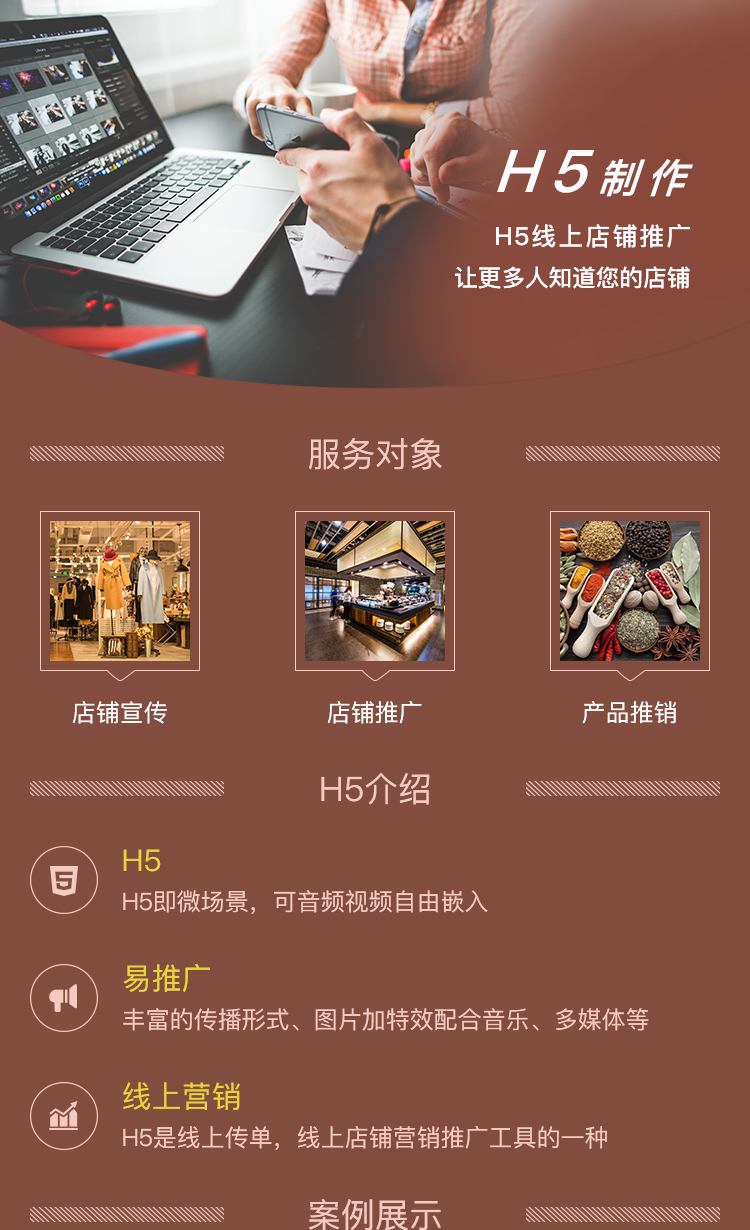 H5制作
H5线上店铺推广
让更多人知道您的店铺
服务对象
店铺宣传
店铺推广
产品推销
H5介绍
H5
H5即微场景，可音频视频自由嵌入
易推广
丰富的传播形式、图片加特效配合音乐、多媒体等
线上营销
H5是线上传单，线上店铺营销推广工具的一种
案例展示